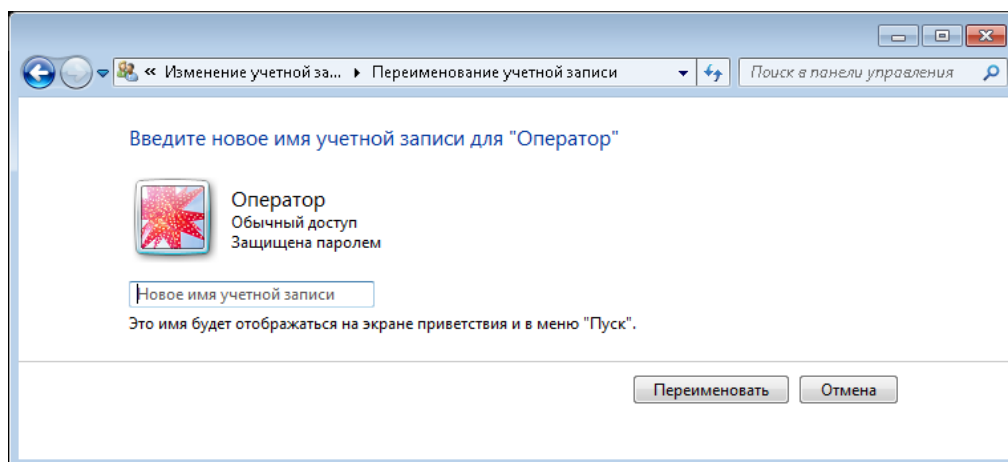 « Изменение учетной за... ▸ Переименование учетной записи
Поиск в панели управления
Введите новое имя учетной записи для "Оператор"
Оператор
Обычный доступ
Защищена паролем
Новое имя учетной записи
Это имя будет отображаться на экране приветствия и в меню "Пуск".
Переименовать Отмена